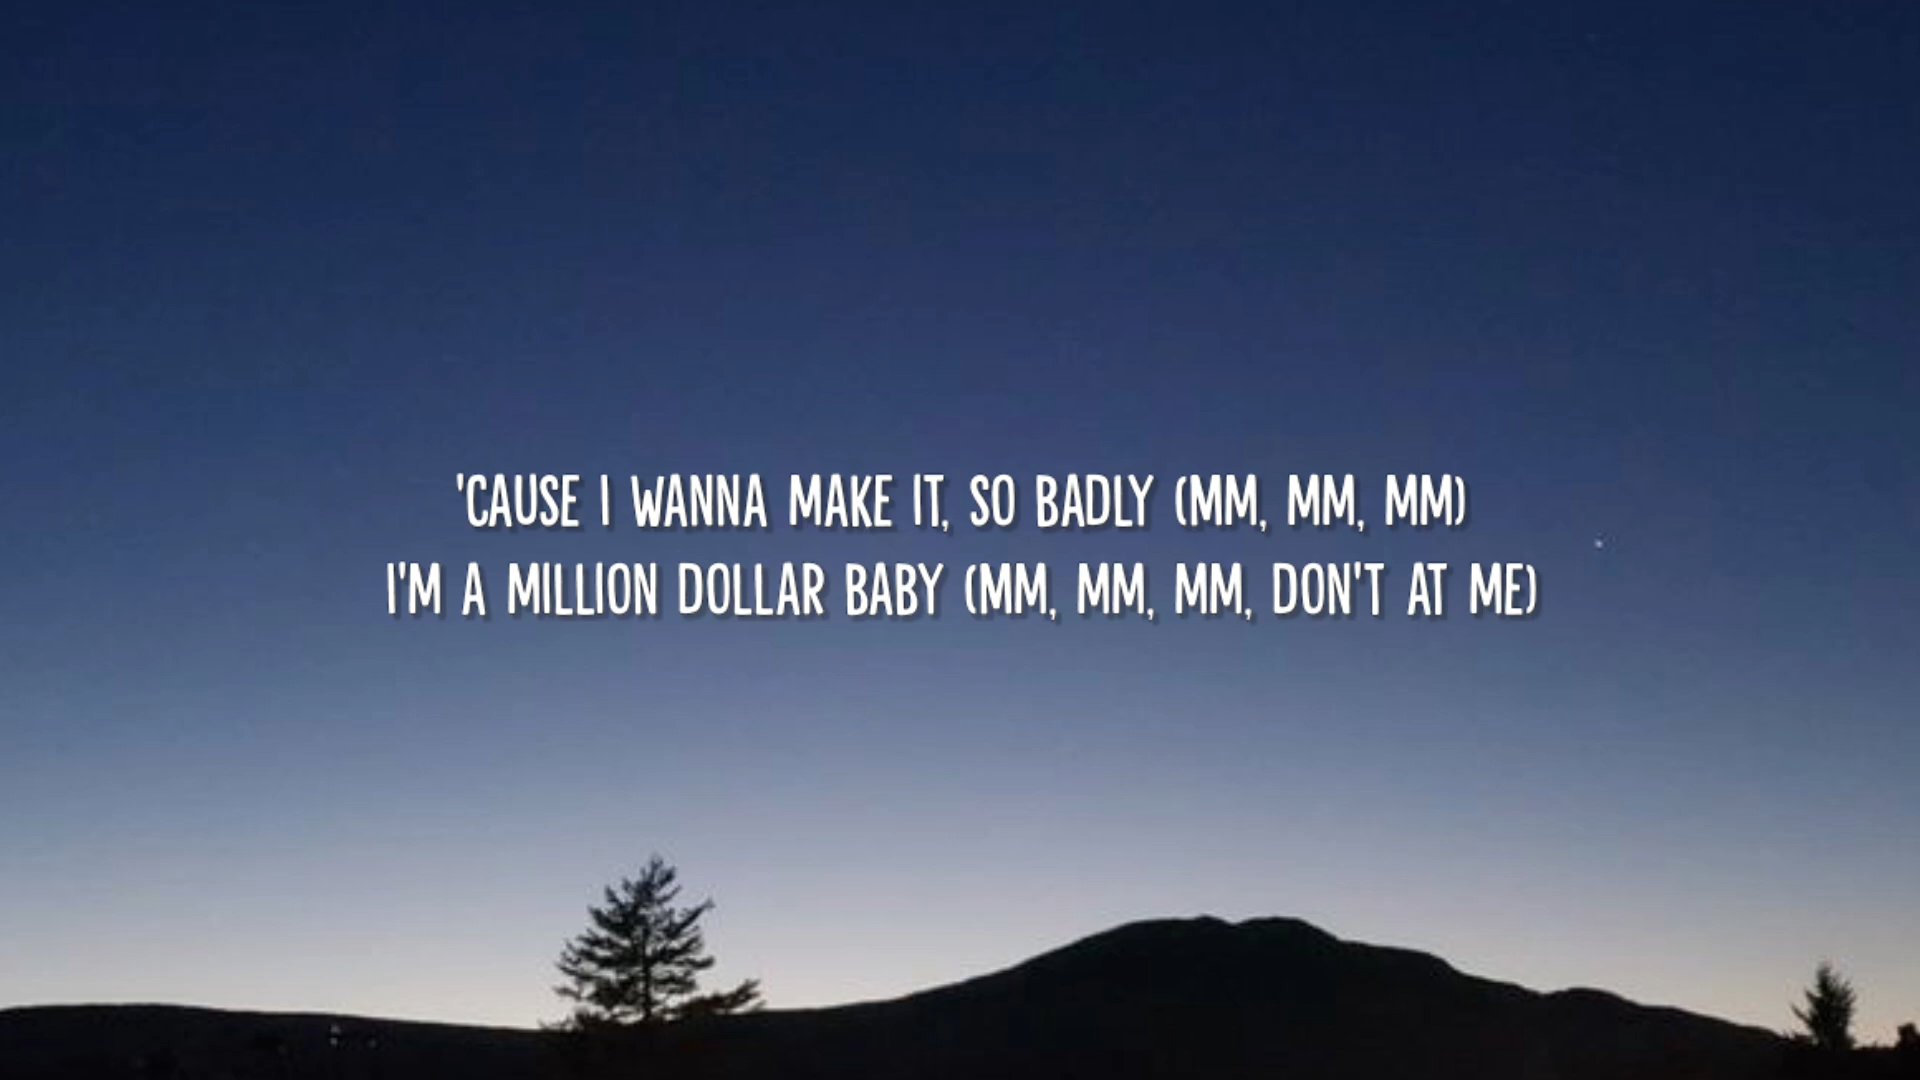 'CAUSE I WANNA MAKE IT, SO BADLY (MM, MM, MM)
I'M A MILLION DOLLAR BABY (MM, MM, MM, DON'T AT ME)